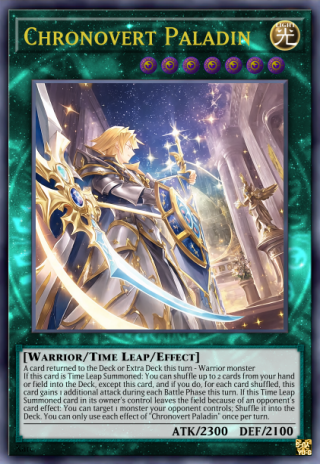 Chronovert Paladin
LIGHT
光
[Warrior/Time Leap/Effect]
A card returned to the Deck or Extra Deck this turn - Warrior monster
If this card is Time Leap Summoned: You can shuffle up to 2 cards from your hand
or field into the Deck, except this card, and if you do, for each card shuffled, this
card gains 1 additional attack during each Battle Phase this turn. If this Time Leap
Summoned card in its owner's control leaves the field because of an opponent's
card effect: You can target 1 monster your opponent controls; Shuffle it into the
Deck. You can only use each effect of "Chronovert Paladin" once per turn.
ATK/2300 DEF/2100